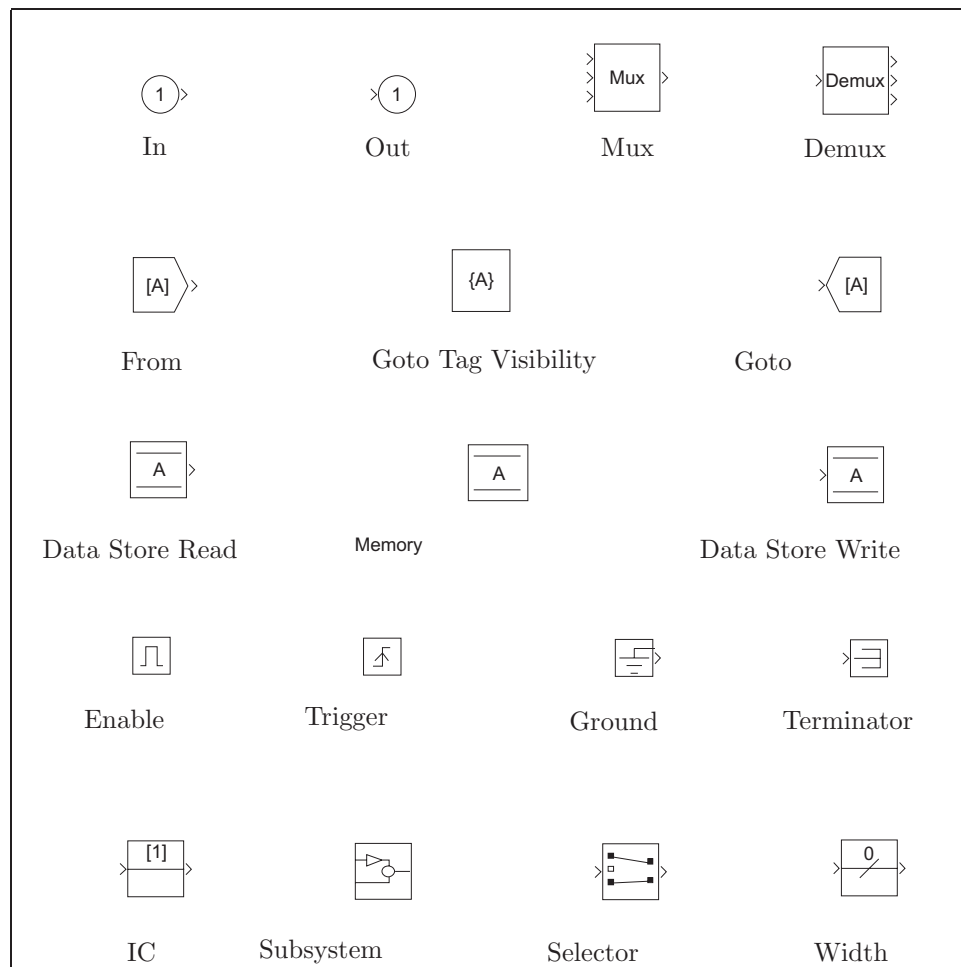 1 1 Mux Demux
In Out Mux Demux
[A] {A} [A]
From Goto Tag Visibility Goto
A A A
Data Store Read Memory Data Store Write
Enable Trigger Ground Terminator
[1] 0
IC Subsystem Selector Width